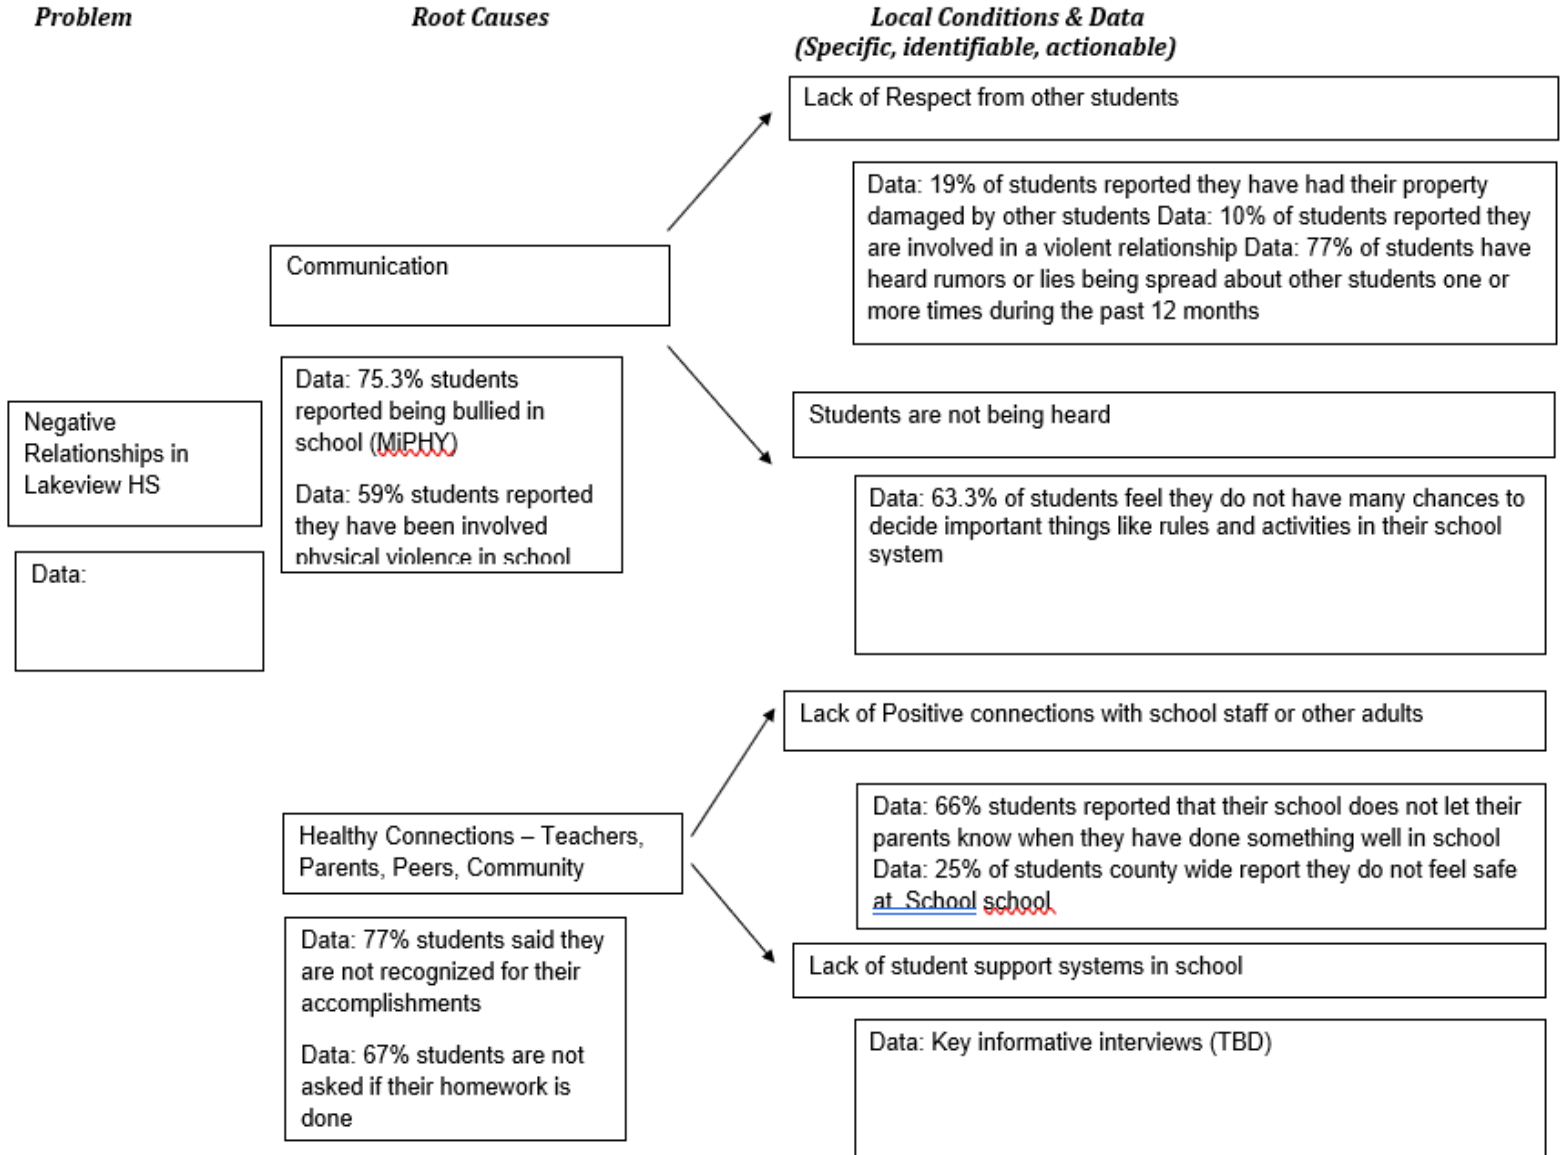 Problem
Root Causes
Local Conditions & Data
(Specific, identifiable, actionable)
Lack of Respect from other students
Data: 19% of students reported they have had their property
damaged by other students Data: 10% of students reported they
are involved in a violent relationship Data: 77% of students have
heard rumors or lies being spread about other students one or
more times during the past 12 months
Communication
Data: 75.3% students
reported being bullied in
school (MiPHY)
Data: 59% students reported
they have been involved
physical violence in school
Negative
Relationships in
Lakeview HS
Data:
Students are not being heard
Data: 63.3% of students feel they do not have many chances to
decide important things like rules and activities in their school
system
Lack of Positive connections with school staff or other adults
Data: 66% students reported that their school does not let their
parents know when they have done something well in school
Data: 25% of students county wide report they do not feel safe
at  School school
Healthy Connections – Teachers,
Parents, Peers, Community
Data: 77% students said they
are not recognized for their
accomplishments
Data: 67% students are not
asked if their homework is
done
Lack of student support systems in school
Data: Key informative interviews (TBD)